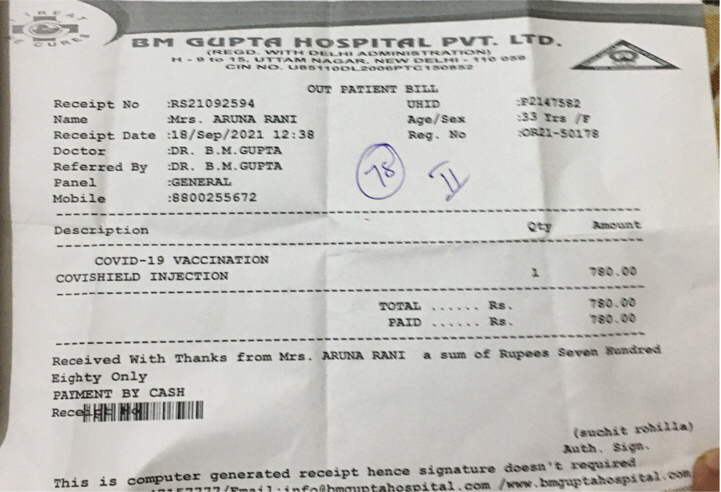 TREAT
CURES
BM GUPTA HOSPITAL PVT. LTD.
(REGD. WITH DELHI ADMINISTRATION)
H - 9 to 15, UTTAM NAGAR, NEW DELHI - 110 059
CIN NO. U85110DL2006PTC150852
OUT PATIENT BILL
Receipt No :RS21092594 UHID :P2147582
Name :Mrs. ARUNA RANI Age/Sex :33 Yrs /F
Receipt Date :18/Sep/2021 12:38 Reg. No :OR21-50178
Doctor :DR. B.M.GUPTA
Referred By :DR. B.M.GUPTA
Panel :GENERAL
Mobile :8800255672
78 II
Description Qty Amount
COVID-19 VACCINATION
COVISHIELD INJECTION 1 780.00
TOTAL ...... Rs. 780.00
PAID ...... Rs. 780.00
Received With Thanks from Mrs. ARUNA RANI a sum of Rupees Seven Hundred
Eighty Only
PAYMENT BY CASH
Receipt No
(suchit rohilla)
Auth. Sign.
This is computer generated receipt hence signature doesn't required
/Email:info@bmguptahospital.com /www.bmguptahospital.com